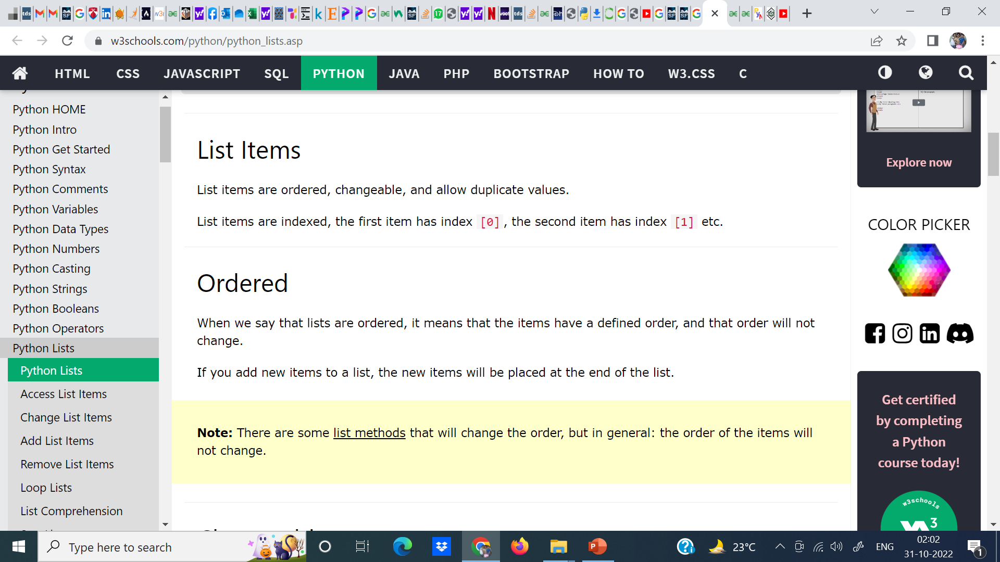 w3schools.com/python/python_lists.asp
HTML CSS JAVASCRIPT SQL PYTHON JAVA PHP BOOTSTRAP HOW TO W3.CSS C
Python HOME
Python Intro
Python Get Started
Python Syntax
Python Comments
Python Variables
Python Data Types
Python Numbers
Python Casting
Python Strings
Python Booleans
Python Operators
Python Lists
Python Lists
Access List Items
Change List Items
Add List Items
Remove List Items
Loop Lists
List Comprehension
List Items
List items are ordered, changeable, and allow duplicate values.
List items are indexed, the first item has index [0], the second item has index [1] etc.
Ordered
When we say that lists are ordered, it means that the items have a defined order, and that order will not
change.
If you add new items to a list, the new items will be placed at the end of the list.
Note: There are some list methods that will change the order, but in general: the order of the items will
not change.
Explore now
COLOR PICKER
Get certified
by completing
a Python
course today!
w3schools
3
Type here to search
23°C
ENG
02:02
31-10-2022
1